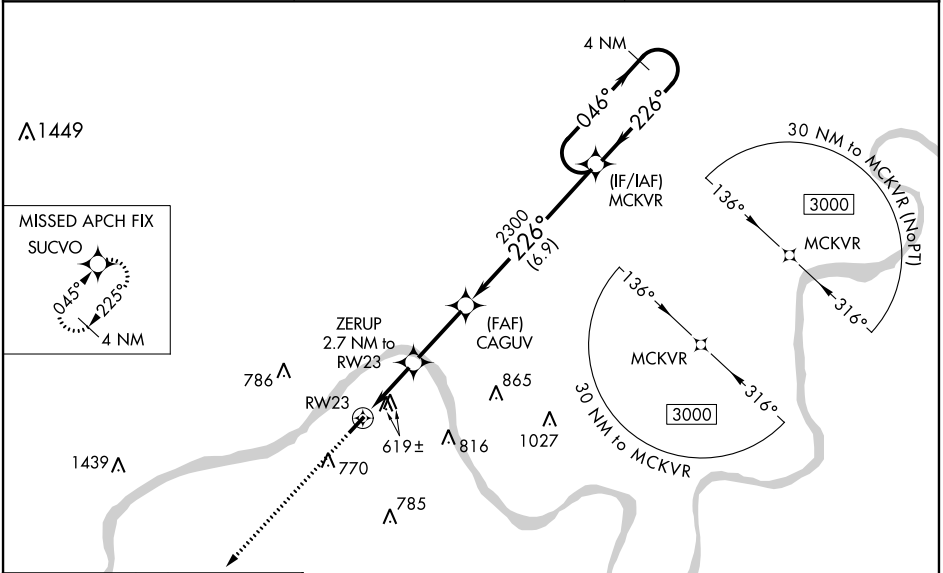 4 NM
046°
226°
1449
(IF/IAF)
MCKVR
30 NM to MCKVR (NoPT)
136°
3000
MCKVR
316°
MISSED APCH FIX
SUCVO
045°
225°
4 NM
2300
226°
(6.9)
136°
MCKVR
316°
3000
30 NM to MCKVR
ZERUP
2.7 NM to
RW23
(FAF)
CAGUV
786
865
RW23
619±
816
1027
1439
770
785